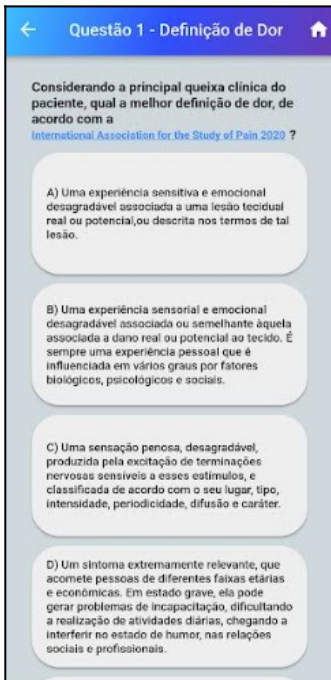 Questão 1 - Definição de Dor
Considerando a principal queixa clínica do
paciente, qual a melhor definição de dor, de
acordo com a
International Association for the Study of Pain 2020 ?
A) Uma experiência sensitiva e emocional
desagradável associada a uma lesão tecidual
real ou potencial,ou descrita nos termos de tal
lesão.
B) Uma experiência sensorial e emocional
desagradável associada ou semelhante àquela
associada a dano real ou potencial ao tecido. É
sempre uma experiência pessoal que é
influenciada em vários graus por fatores
biológicos, psicológicos e sociais.
C) Uma sensação penosa, desagradável,
produzida pela excitação de terminações
nervosas sensíveis a esses estímulos, e
classificada de acordo com o seu lugar, tipo,
intensidade, periodicidade, difusão e caráter.
D) Um sintoma extremamente relevante, que
acomete pessoas de diferentes faixas etárias
e econômicas. Em estado grave, ela pode
gerar problemas de incapacitação, dificultando
a realização de atividades diárias, chegando a
interferir no estado de humor, nas relações
sociais e profissionais.